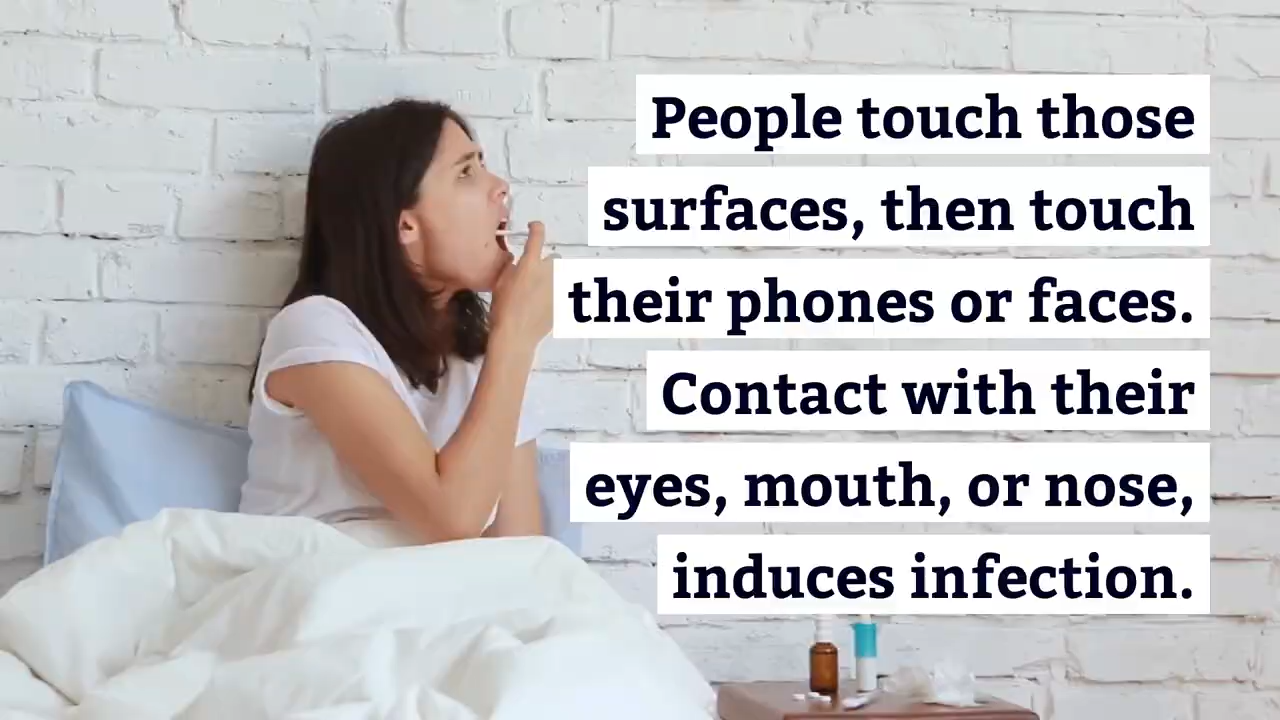 People touch those
surfaces, then touch
their phones or faces.
Contact with their
eyes, mouth, or nose,
induces infection.